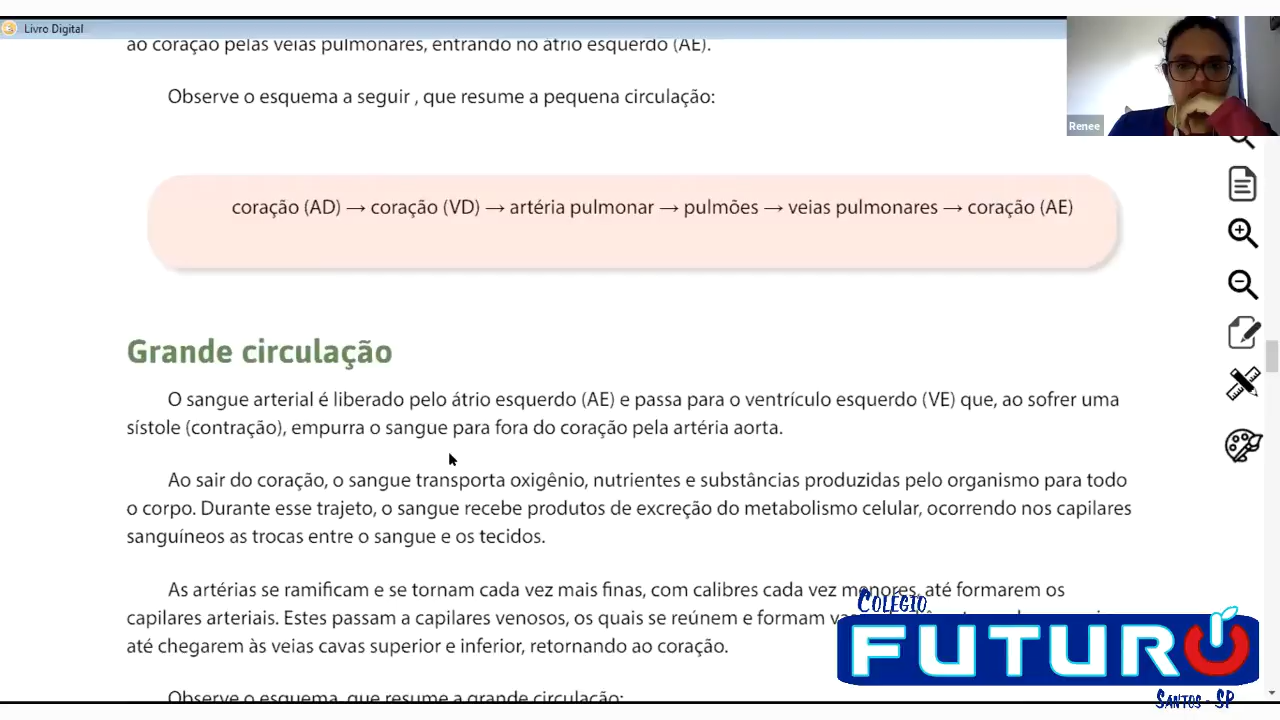 Livro Digital
ao coração pelas veias pulmonares, entrando no átrio esquerdo (AE).
Renee
Observe o esquema a seguir , que resume a pequena circulação:
coração (AD) → coração (VD) → artéria pulmonar → pulmões → veias pulmonares → coração (AE)
Grande circulação
O sangue arterial é liberado pelo átrio esquerdo (AE) e passa para o ventrículo esquerdo (VE) que, ao sofrer uma
sístole (contração), empurra o sangue para fora do coração pela artéria aorta.
Ao sair do coração, o sangue transporta oxigênio, nutrientes e substâncias produzidas pelo organismo para todo
o corpo. Durante esse trajeto, o sangue recebe produtos de excreção do metabolismo celular, ocorrendo nos capilares
sanguíneos as trocas entre o sangue e os tecidos.
As artérias se ramificam e se tornam cada vez mais finas, com calibres cada vez menores, até formarem os
capilares arteriais. Estes passam a capilares venosos, os quais se reúnem e formam
até chegarem às veias cavas superior e inferior, retornando ao coração.
Observe o esquema, que resume a grande circulação:
COLÉGIO
FUTURO
SANTOS - SP